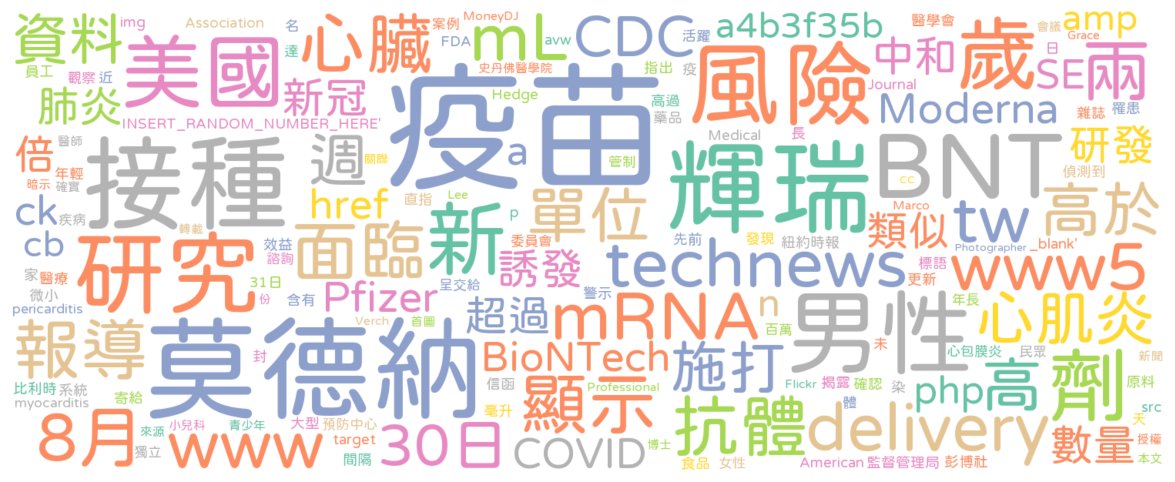 資料
img
Association
名
達
案例
MoneyDJ
FDA
avw
活躍
醫學會
a4b3f35b
amp
會議
Grace
日
員工
觀察
近
美國
心臟
mL
CDC
風險
中和
歲
SE
兩
肺炎
新冠
史丹佛醫學院
指出
疫
Hedge
高過
藥品
Journal
Moderna
雜誌
罹患
INSERT_RANDOM_NUMBER_HERE'
疫苗
醫師
倍
年輕
暗示
確實
接種
週
關聯
a
管制
Medical
長
BNT
研發
偵測到
cc
輝瑞
ck
疾病
轉載
href
直指
Lee
p
單位
Marco
類似
tw
高於
cb
效益
諮詢
面臨
新
委員會
誘發
先前
發現
紐約時報
Photographer
_blank'
家
醫療
研究
31日
份
微小
含有
pericarditis
Pfizer
呈交給
警示
technews
標語
更新
www5
報導
莫德納
Verch
首圖
超過
mRNA
n
百萬
男性
年長
心肌炎
未
封
BioNTech
施打
心包膜炎
民眾
新聞
比利時
系統
myocarditis
寄給
信函
顯示
Professional
Flickr
揭露
確認
染
php
高
劑
原料
src
毫升
8月
來源
小兒科
青少年
大型
預防中心
獨立
www
target
間隔
30日
COVID
博士
抗體
體
delivery
食品
女性
American
監督管理局
彭博社
數量
天
授權
本文